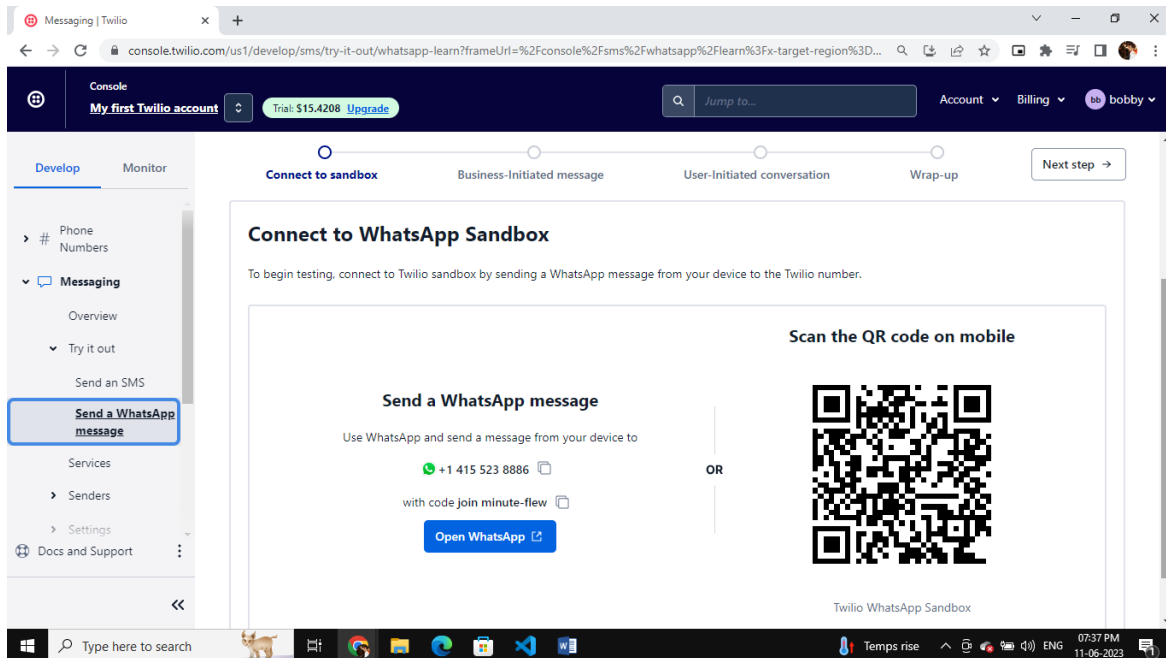 Messaging | Twilio
console.twilio.com/us1/develop/sms/try-it-out/whatsapp-learn?frameUrl=%2Fconsole%2Fsms%2Fwhatsapp%2Flearn%3Fx-target-region%3D...
Console
My first Twilio account
Trial: $15.4208 Upgrade
Jump to...
Account
Billing
bb bobby
Develop
Monitor
Phone
Numbers
Messaging
Overview
Try it out
Send an SMS
Send a WhatsApp
message
Services
Senders
Settings
Docs and Support
Connect to sandbox
Business-Initiated message
User-Initiated conversation
Wrap-up
Next step →
Connect to WhatsApp Sandbox
To begin testing, connect to Twilio sandbox by sending a WhatsApp message from your device to the Twilio number.
Send a WhatsApp message
Use WhatsApp and send a message from your device to
+1 415 523 8886
with code join minute-flew
Open WhatsApp
OR
Scan the QR code on mobile
Twilio WhatsApp Sandbox
Type here to search
Temps rise
ENG
07:37 PM
11-06-2023
1